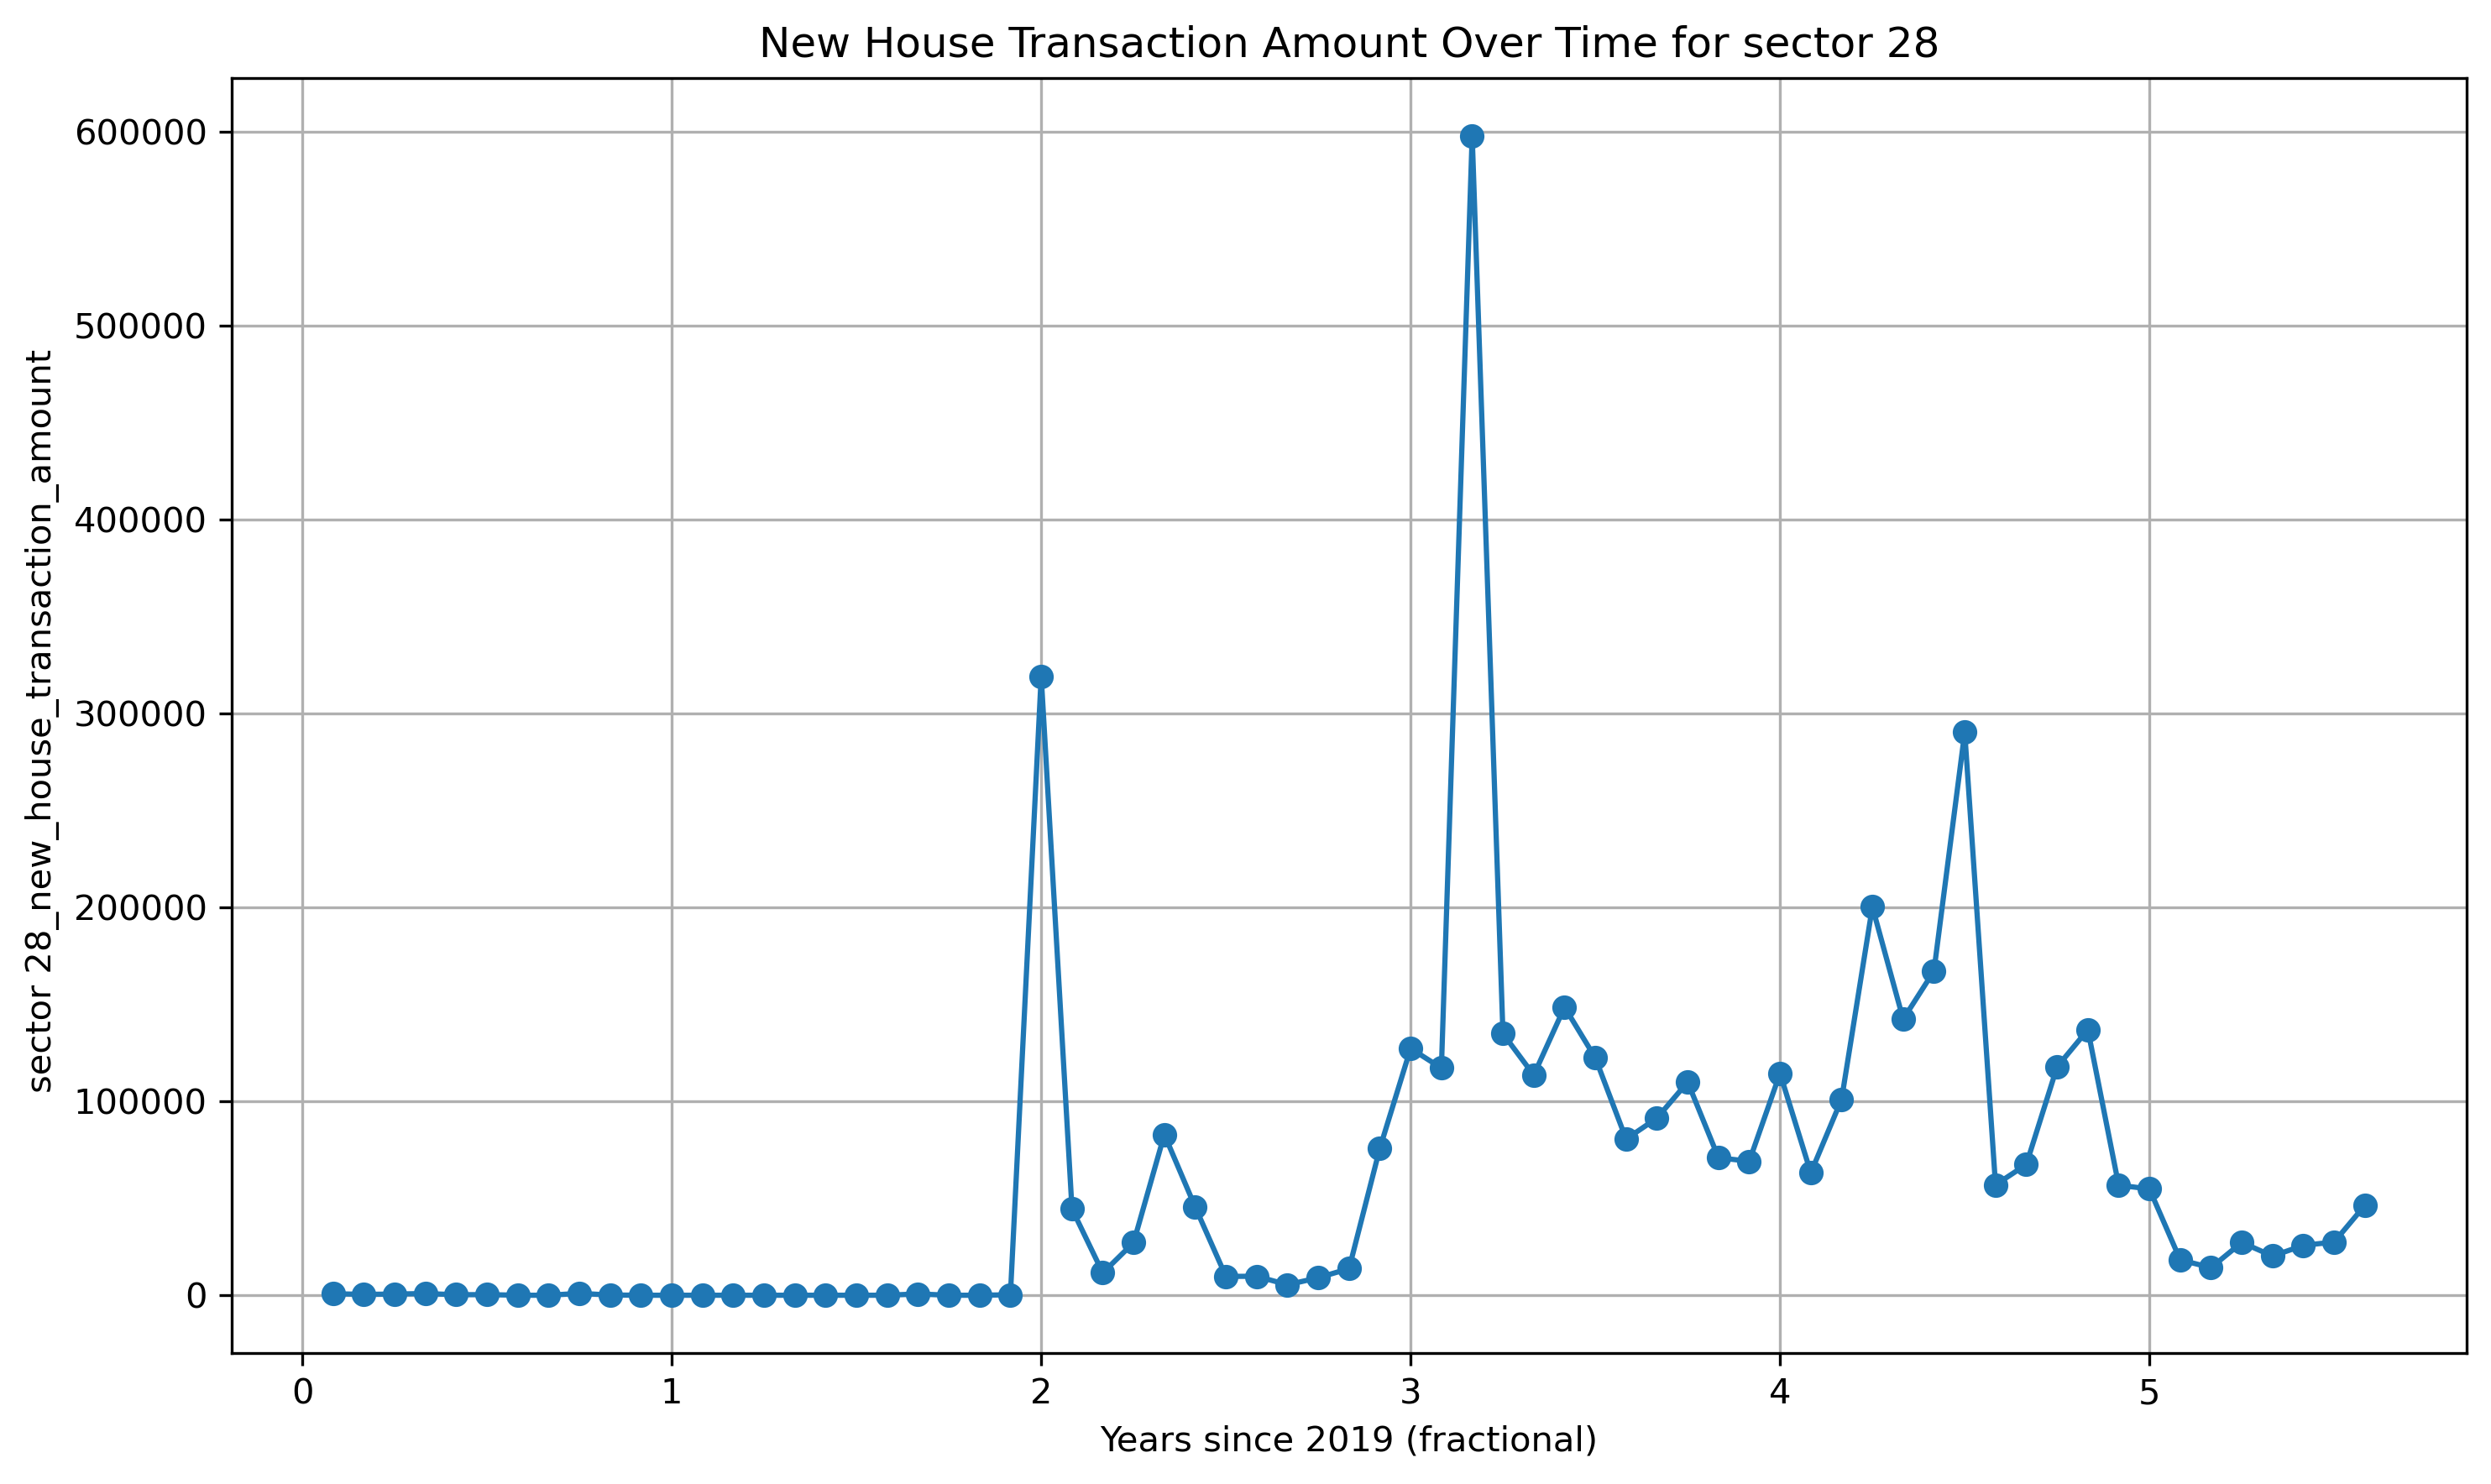 New House Transaction Amount Over Time for sector 28
sector 28_new_house_transaction_amount
600000
500000
400000
300000
200000
100000
0
0 1 2 3 4 5
Years since 2019 (fractional)